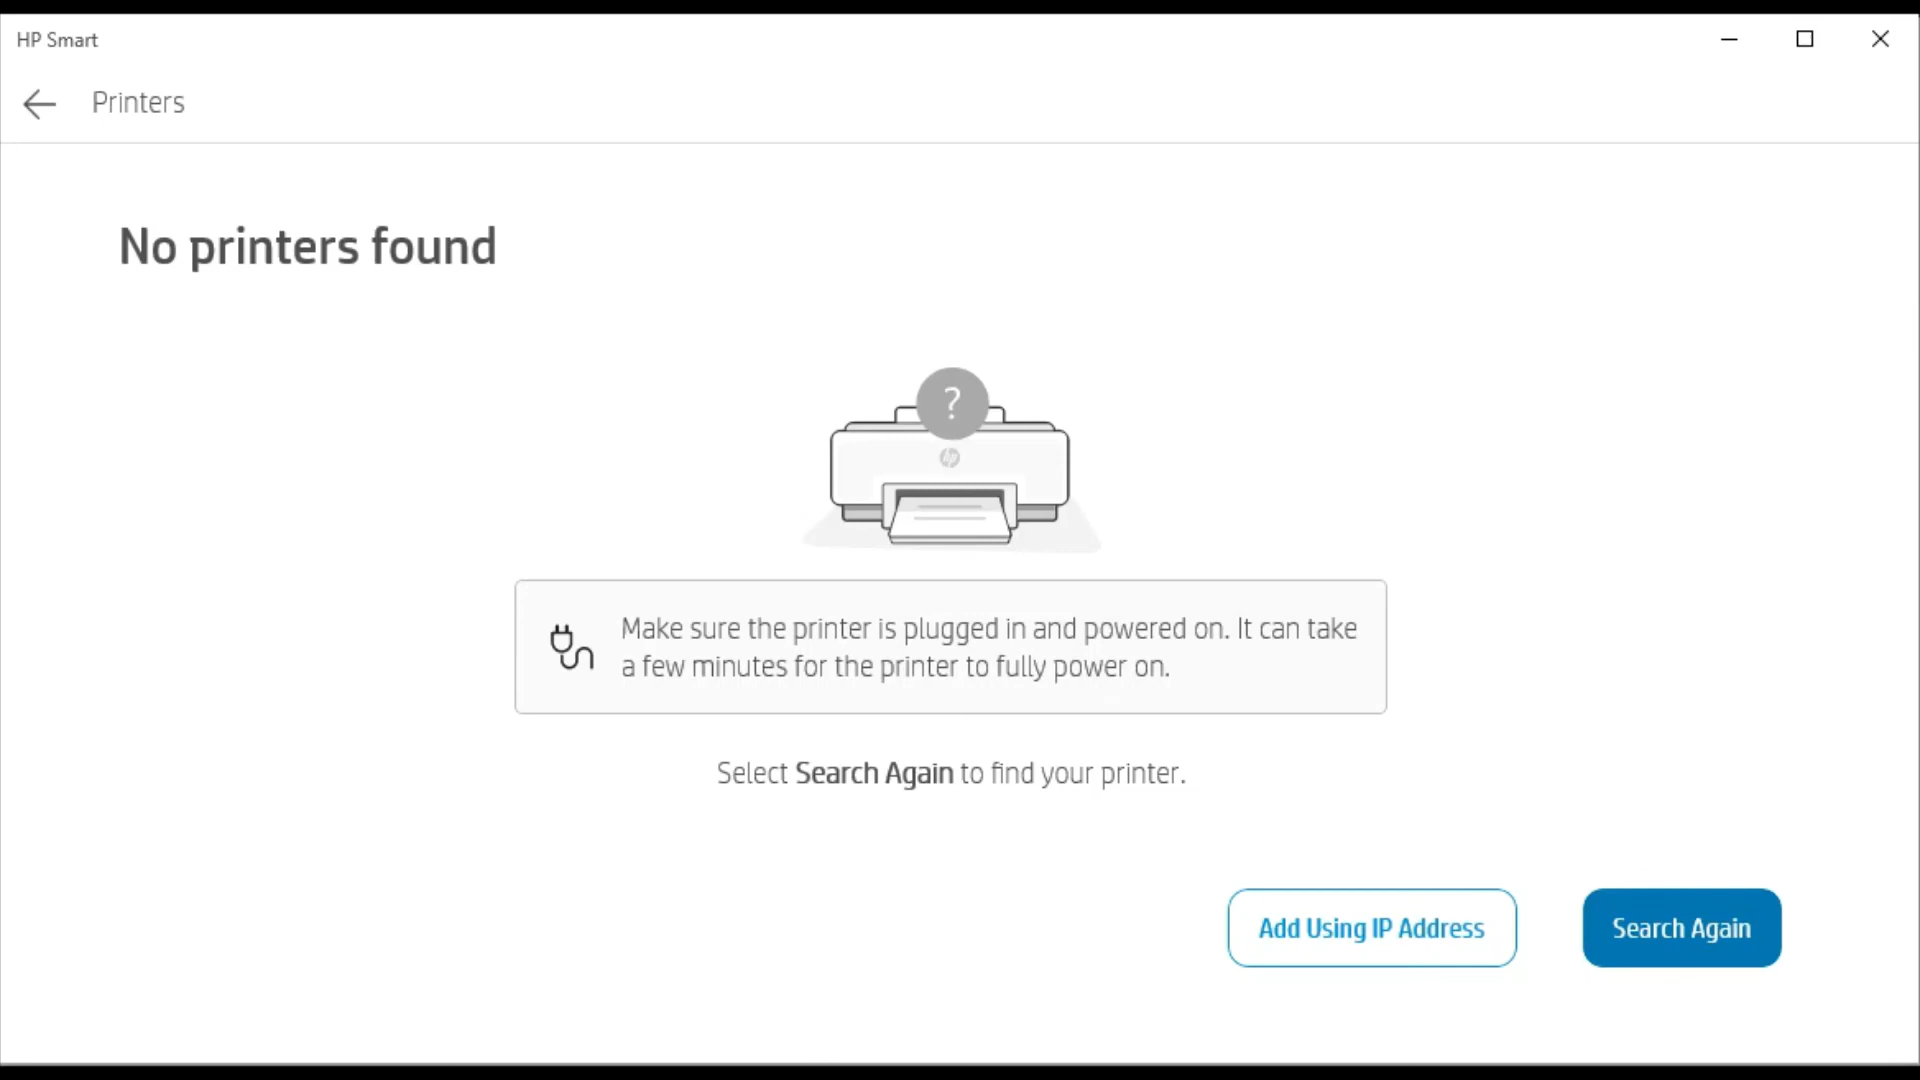 HP Smart
Printers
No printers found
?
hp
Make sure the printer is plugged in and powered on. It can take
a few minutes for the printer to fully power on.
Select Search Again to find your printer.
Add Using IP Address
Search Again